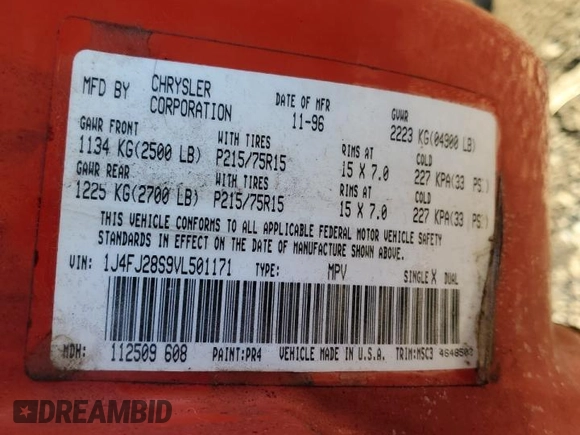 MFD BY CHRYSLER CORPORATION DATE OF MFR 11-96 GVWR 2223 KG(04900 LB)
GAWR FRONT WITH TIRES RIMS AT COLD
1134 KG(2500 LB) P215/75R15 15 X 7.0 227 KPA(33 PS
GAWR REAR WITH TIRES RIMS AT COLD
1225 KG(2700 LB) P215/75R15 15 X 7.0 227 KPA(33 PS
THIS VEHICLE CONFORMS TO ALL APPLICABLE FEDERAL MOTOR VEHICLE SAFETY
STANDARDS IN EFFECT ON THE DATE OF MANUFACTURE SHOWN ABOVE.
VIN: 1J4FJ28S9VL501171 TYPE: MPV SINGLE X DUAL
MDH: 112509 608 PAINT:PR4 VEHICLE MADE IN U.S.A. TRIM:M5C3
DREAMBID